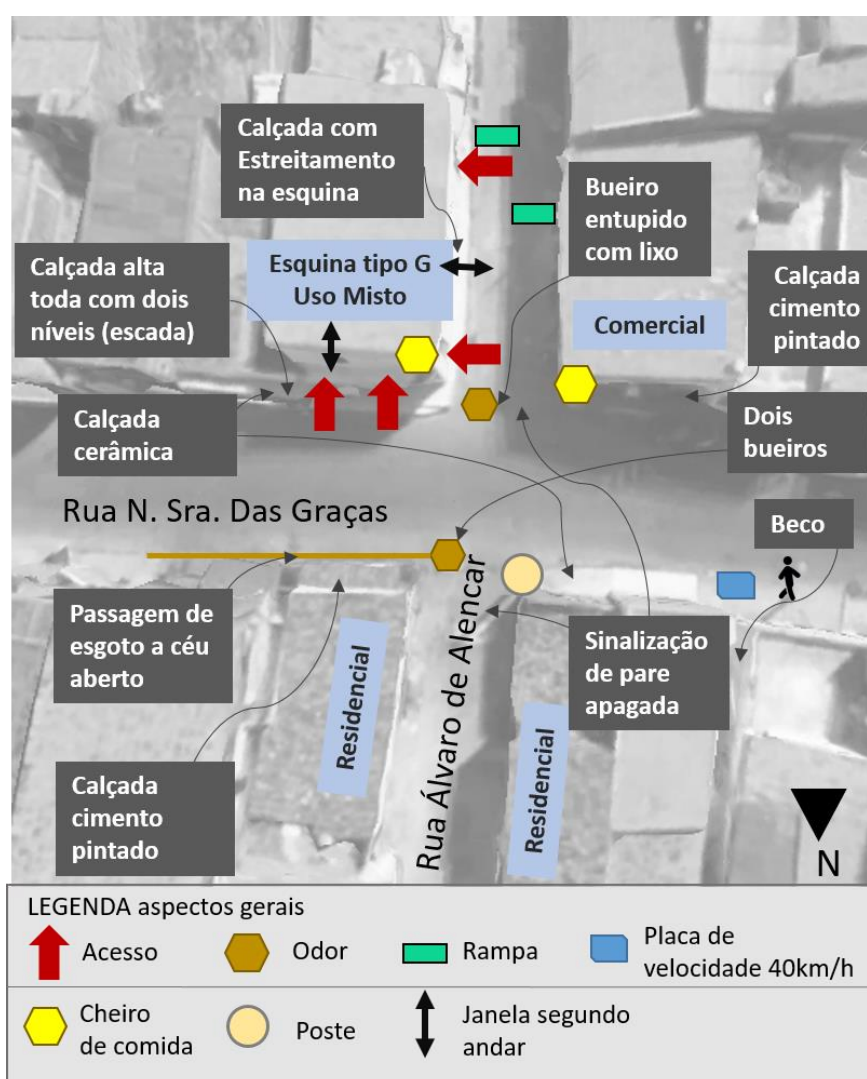 Calçada com
Estreitamento
na esquina
Bueiro
entupido
com lixo
Calçada alta
toda com dois
níveis (escada)
Esquina tipo G
Uso Misto
Calçada
cimento
pintado
Comercial
Calçada
cerâmica
Dois
bueiros
Rua N. Sra. Das Graças
Beco
Passagem de
esgoto a céu
aberto
Residencial
Rua Álvaro de Alencar
Sinalização
de pare
apagada
Residencial
Calçada
cimento
pintado
N
LEGENDA aspectos gerais
Acesso
Odor
Rampa
Placa de
velocidade 40km/h
Cheiro
de comida
Poste
Janela segundo
andar